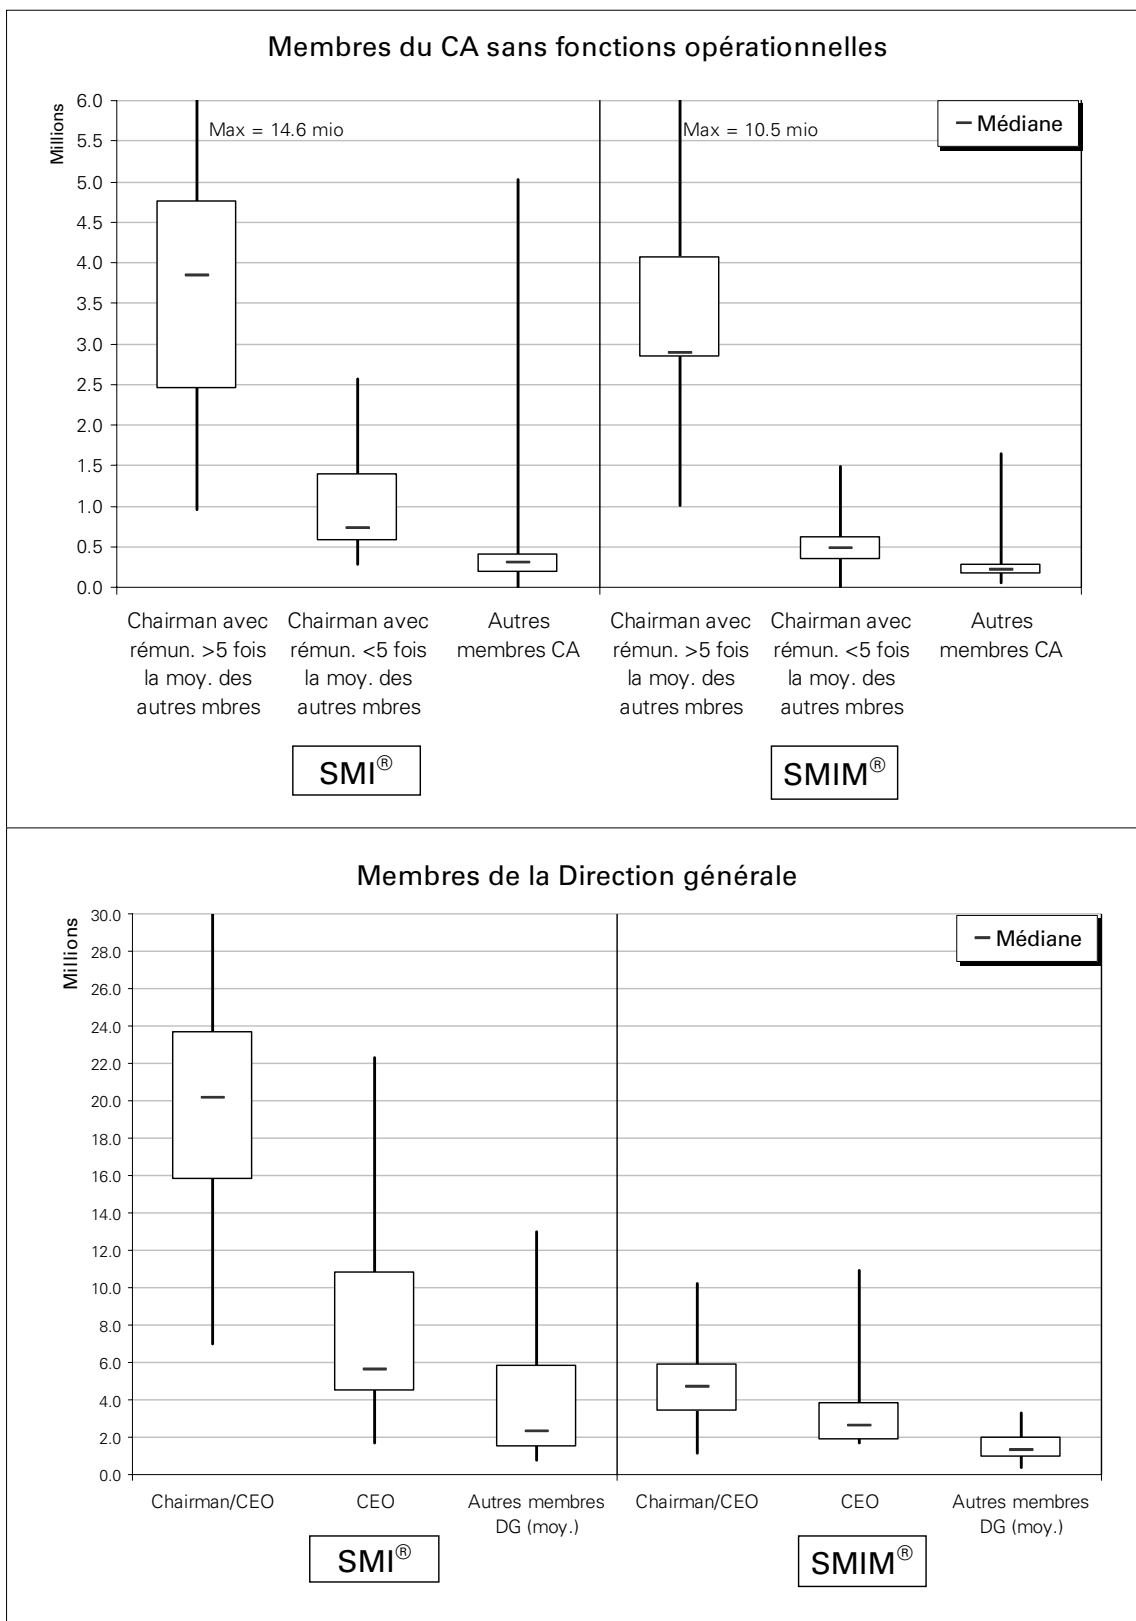 Membres du CA sans fonctions opérationnelles
Millions
6.0
5.5
5.0
4.5
4.0
3.5
3.0
2.5
2.0
1.5
1.0
0.5
0.0
Max = 14.6 mio
Max = 10.5 mio
Médiane
Chairman avec
rémun. >5 fois
la moy. des
autres mbres
Chairman avec
rémun. <5 fois
la moy. des
autres mbres
Autres
membres CA
Chairman avec
rémun. >5 fois
la moy. des
autres mbres
Chairman avec
rémun. <5 fois
la moy. des
autres mbres
Autres
membres CA
SMI®
SMIM®
Membres de la Direction générale
Millions
30.0
28.0
26.0
24.0
22.0
20.0
18.0
16.0
14.0
12.0
10.0
8.0
6.0
4.0
2.0
0.0
Médiane
Chairman/CEO
CEO
Autres membres
DG (moy.)
Chairman/CEO
CEO
Autres membres
DG (moy.)
SMI®
SMIM®